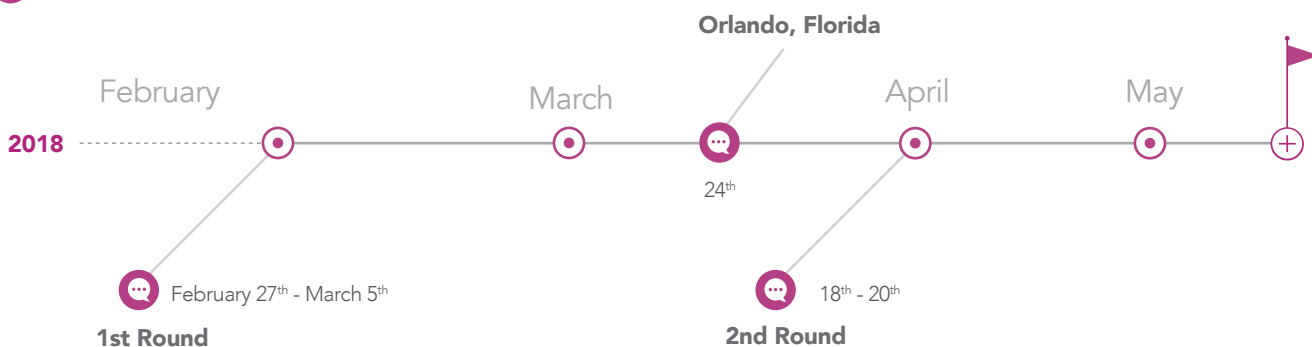 Orlando, Florida
February
March
April
May
2018
24th
February 27th - March 5th
18th - 20th
1st Round
2nd Round